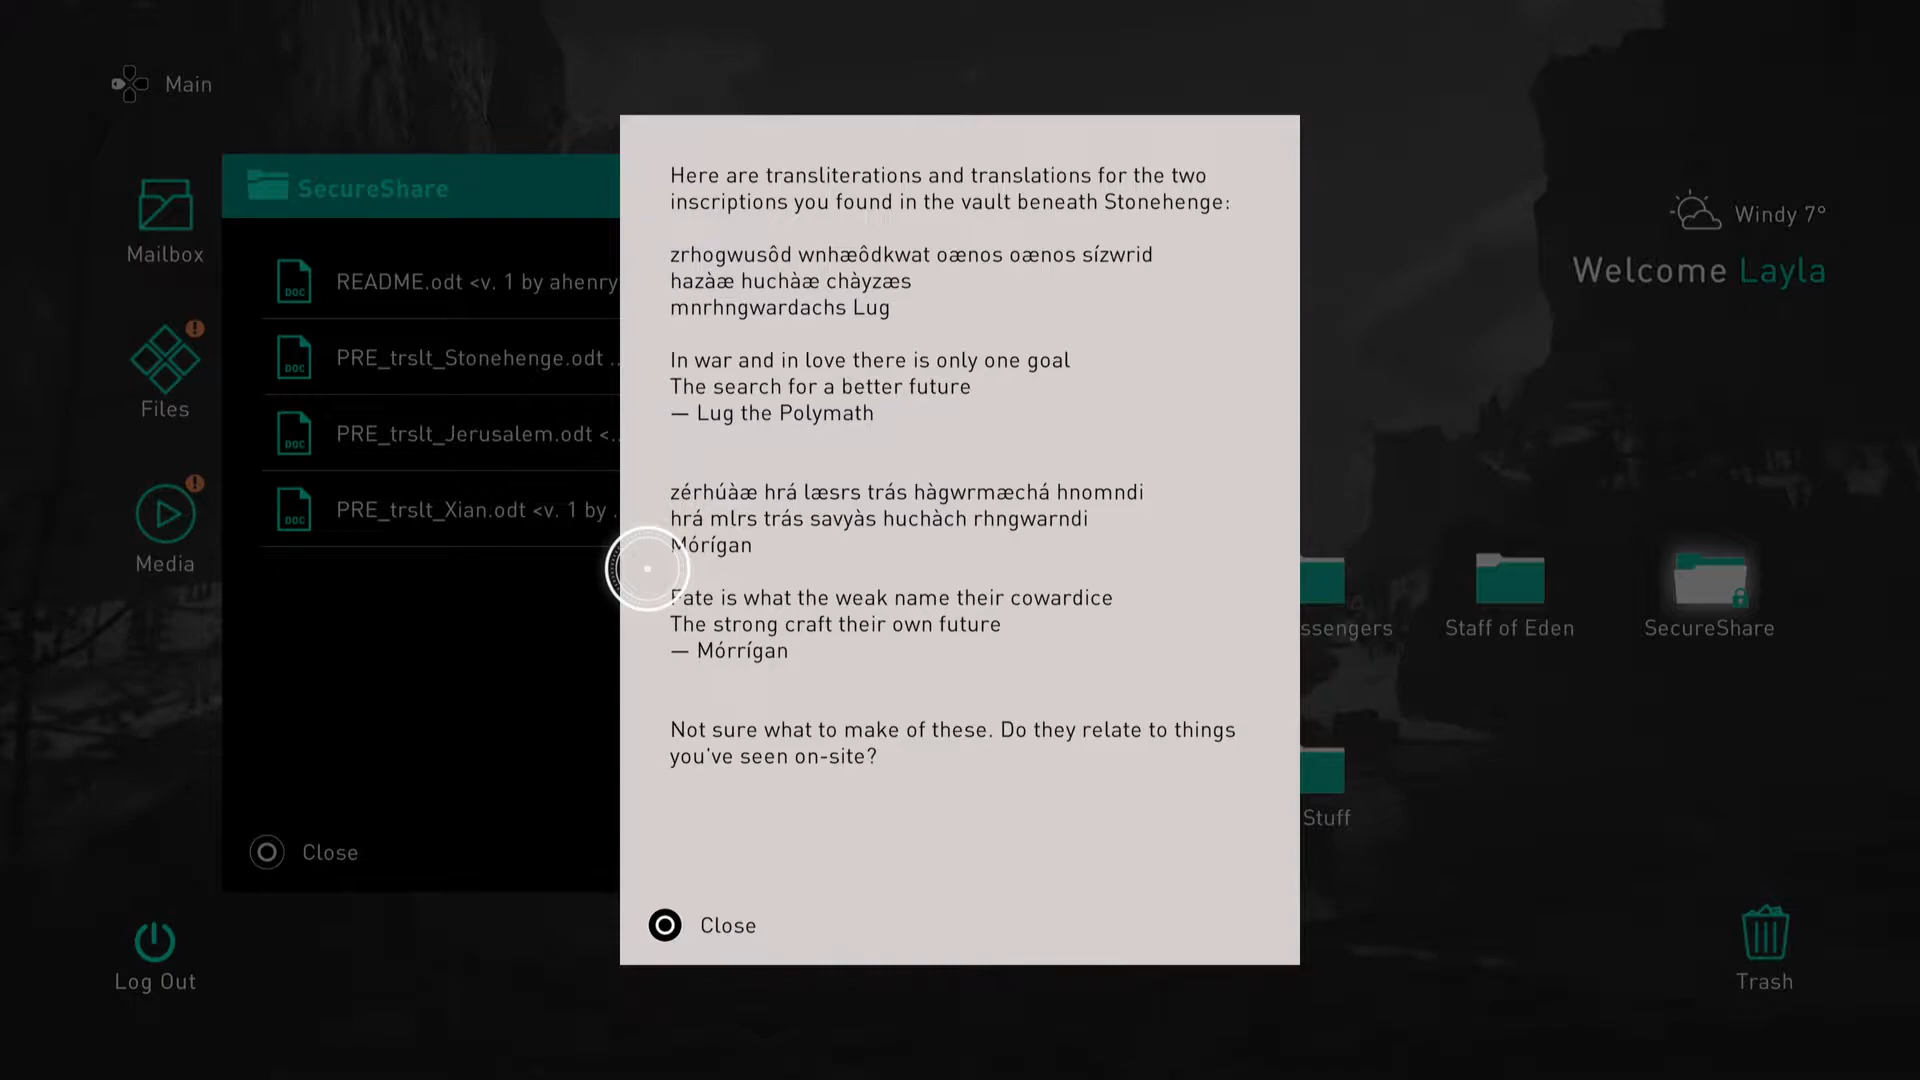 Main
Mailbox
Files
Media
Log Out
SecureShare
DOC README.odt <v. 1 by ahenry
DOC PRE_trslt_Stonehenge.odt ..
DOC PRE_trslt_Jerusalem.odt <..
DOC PRE_trslt_Xian.odt <v. 1 by .
Close
Here are transliterations and translations for the two
inscriptions you found in the vault beneath Stonehenge:
zrhogwusôd wnhæôdkwat oænos oænos sízwrid
hazàæ huchàæ chàyzæs
mnrhngwardachs Lug
In war and in love there is only one goal
The search for a better future
— Lug the Polymath
zérhúàæ hrá læsrs trás hàgwrmæchá hnomndi
hrá mlrs trás savyàs huchàch rhngwarndi
Mórígan
Fate is what the weak name their cowardice
The strong craft their own future
— Mórrígan
Not sure what to make of these. Do they relate to things
you've seen on-site?
Close
Windy 7°
Welcome Layla
ssengers
Staff of Eden
SecureShare
Stuff
Trash